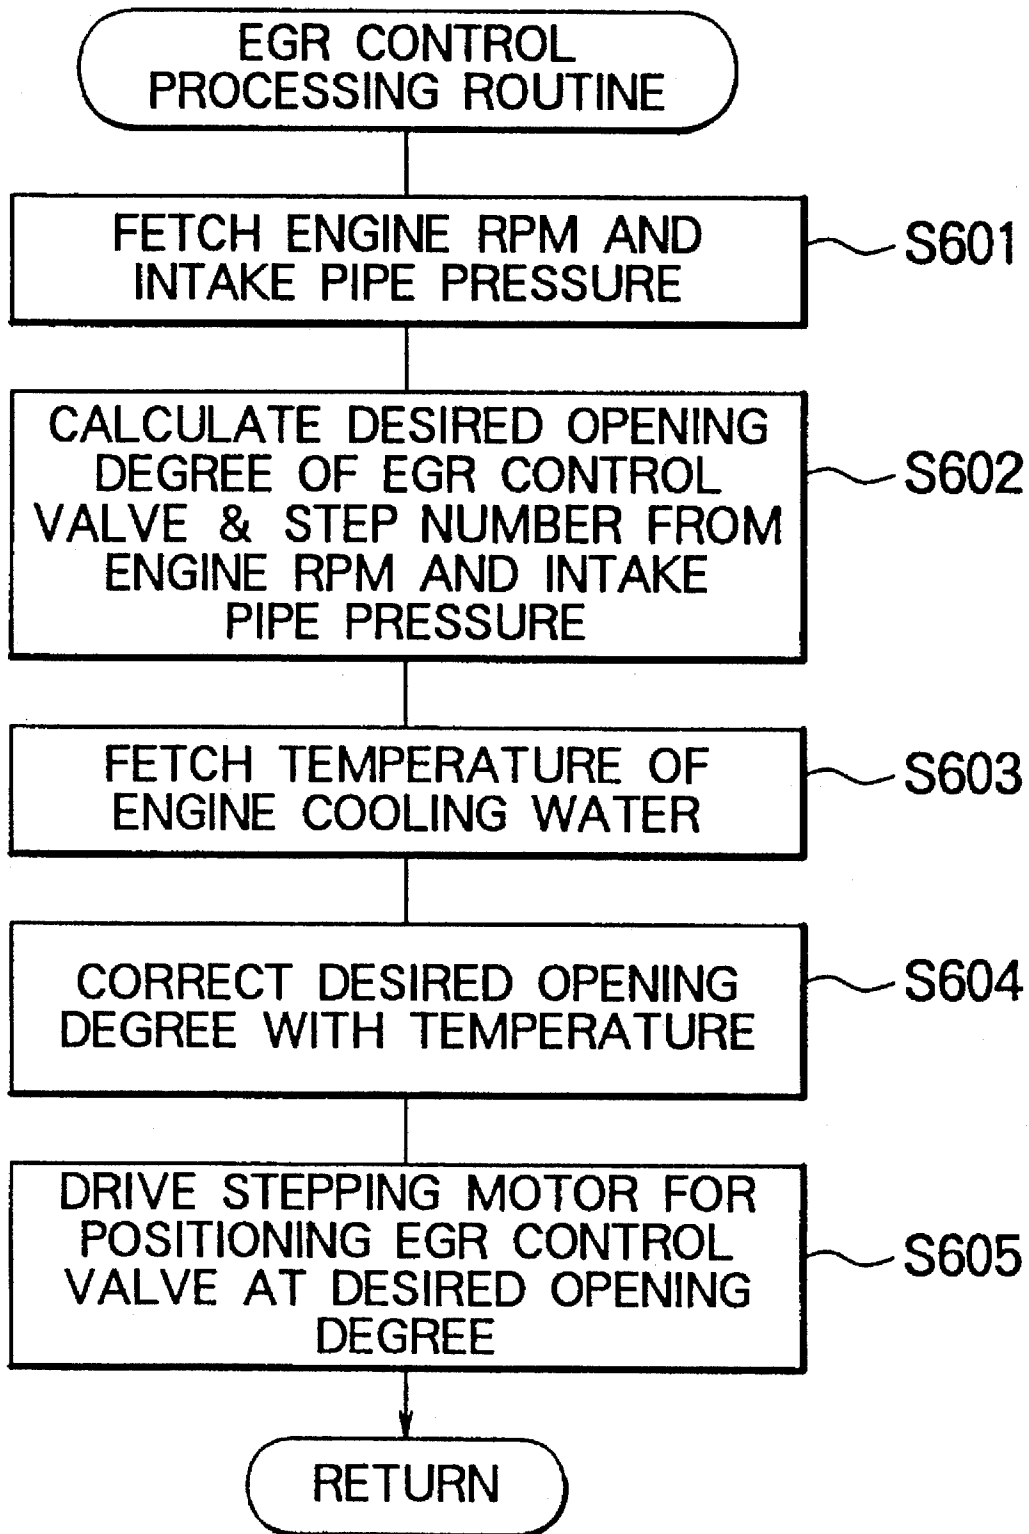 EGR CONTROL
PROCESSING ROUTINE
FETCH ENGINE RPM AND
INTAKE PIPE PRESSURE
S601
CALCULATE DESIRED OPENING
DEGREE OF EGR CONTROL
VALVE & STEP NUMBER FROM
ENGINE RPM AND INTAKE
PIPE PRESSURE
S602
FETCH TEMPERATURE OF
ENGINE COOLING WATER
S603
CORRECT DESIRED OPENING
DEGREE WITH TEMPERATURE
S604
DRIVE STEPPING MOTOR FOR
POSITIONING EGR CONTROL
VALVE AT DESIRED OPENING
DEGREE
S605
RETURN